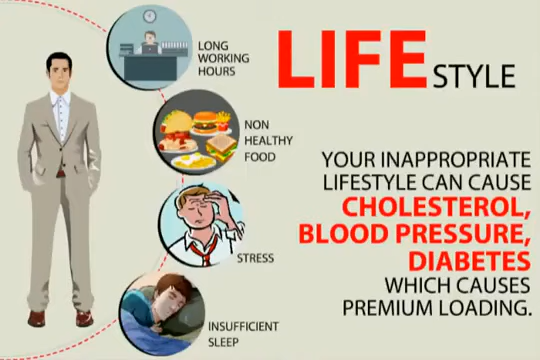 LONG
WORKING
HOURS
NON
HEALTHY
FOOD
STRESS
INSUFFICIENT
SLEEP
LIFE STYLE
YOUR INAPPROPRIATE
LIFESTYLE CAN CAUSE
CHOLESTEROL,
BLOOD PRESSURE,
DIABETES
WHICH CAUSES
PREMIUM LOADING.